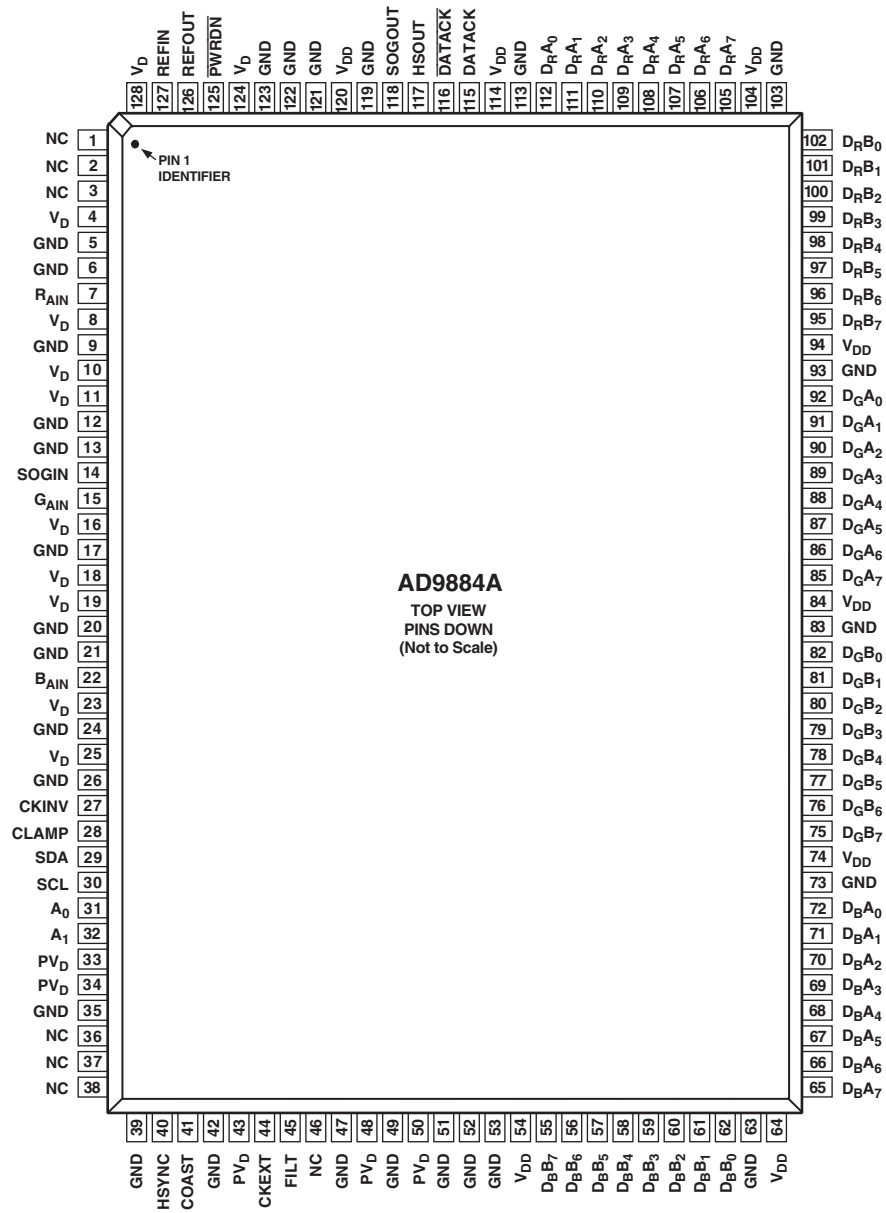 128 V_D
127 REFIN
126 REFOUT
125 PWRDN
124 V_D
123 GND
122 GND
121 GND
120 V_DD
119 GND
118 SOGOUT
117 HSOUT
116 DATACK
115 DATACK
114 V_DD
113 GND
112 D_RA_0
111 D_RA_1
110 D_RA_2
109 D_RA_3
108 D_RA_4
107 D_RA_5
106 D_RA_6
105 D_RA_7
104 V_DD
103 GND
NC 1
NC 2
NC 3
V_D 4
GND 5
GND 6
R_AIN 7
V_D 8
GND 9
V_D 10
V_D 11
GND 12
GND 13
SOGIN 14
G_AIN 15
V_D 16
GND 17
V_D 18
V_D 19
GND 20
GND 21
B_AIN 22
V_D 23
GND 24
V_D 25
GND 26
CKINV 27
CLAMP 28
SDA 29
SCL 30
A_0 31
A_1 32
PV_D 33
PV_D 34
GND 35
NC 36
NC 37
NC 38
PIN 1
IDENTIFIER
AD9884A
TOP VIEW
PINS DOWN
(Not to Scale)
102 D_RB_0
101 D_RB_1
100 D_RB_2
99 D_RB_3
98 D_RB_4
97 D_RB_5
96 D_RB_6
95 D_RB_7
94 V_DD
93 GND
92 D_GA_0
91 D_GA_1
90 D_GA_2
89 D_GA_3
88 D_GA_4
87 D_GA_5
86 D_GA_6
85 D_GA_7
84 V_DD
83 GND
82 D_GB_0
81 D_GB_1
80 D_GB_2
79 D_GB_3
78 D_GB_4
77 D_GB_5
76 D_GB_6
75 D_GB_7
74 V_DD
73 GND
72 D_BA_0
71 D_BA_1
70 D_BA_2
69 D_BA_3
68 D_BA_4
67 D_BA_5
66 D_BA_6
65 D_BA_7
39 GND
40 HSYNC
41 COAST
42 GND
43 PV_D
44 CKEXT
45 FILT
46 NC
47 GND
48 PV_D
49 GND
50 PV_D
51 GND
52 GND
53 GND
54 V_DD
55 D_BB_7
56 D_BB_6
57 D_BB_5
58 D_BB_4
59 D_BB_3
60 D_BB_2
61 D_BB_1
62 D_BB_0
63 GND
64 V_DD